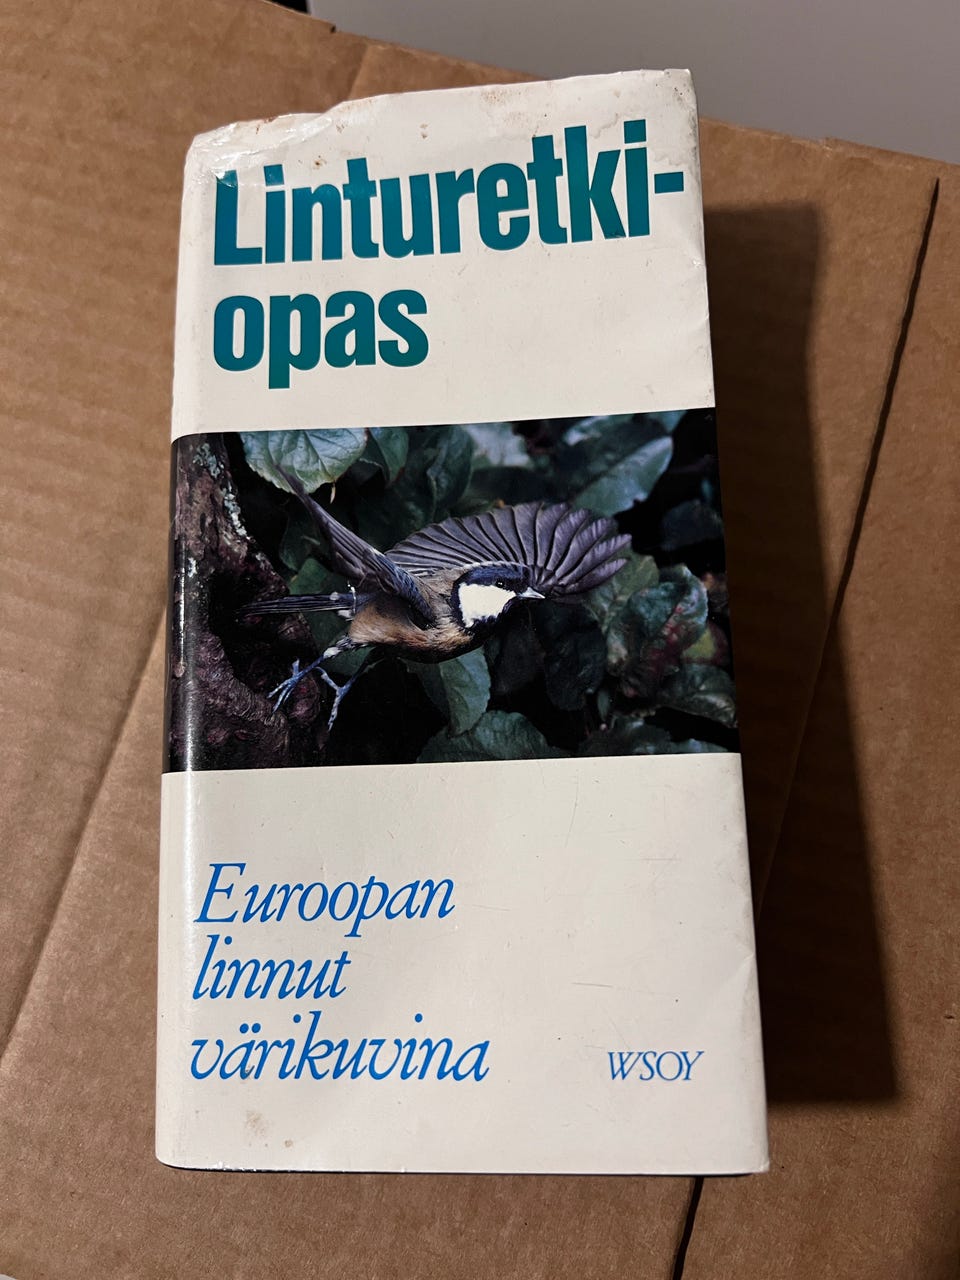 Linturetki-
opas
Euroopan
linnut
värikuvina
WSOY